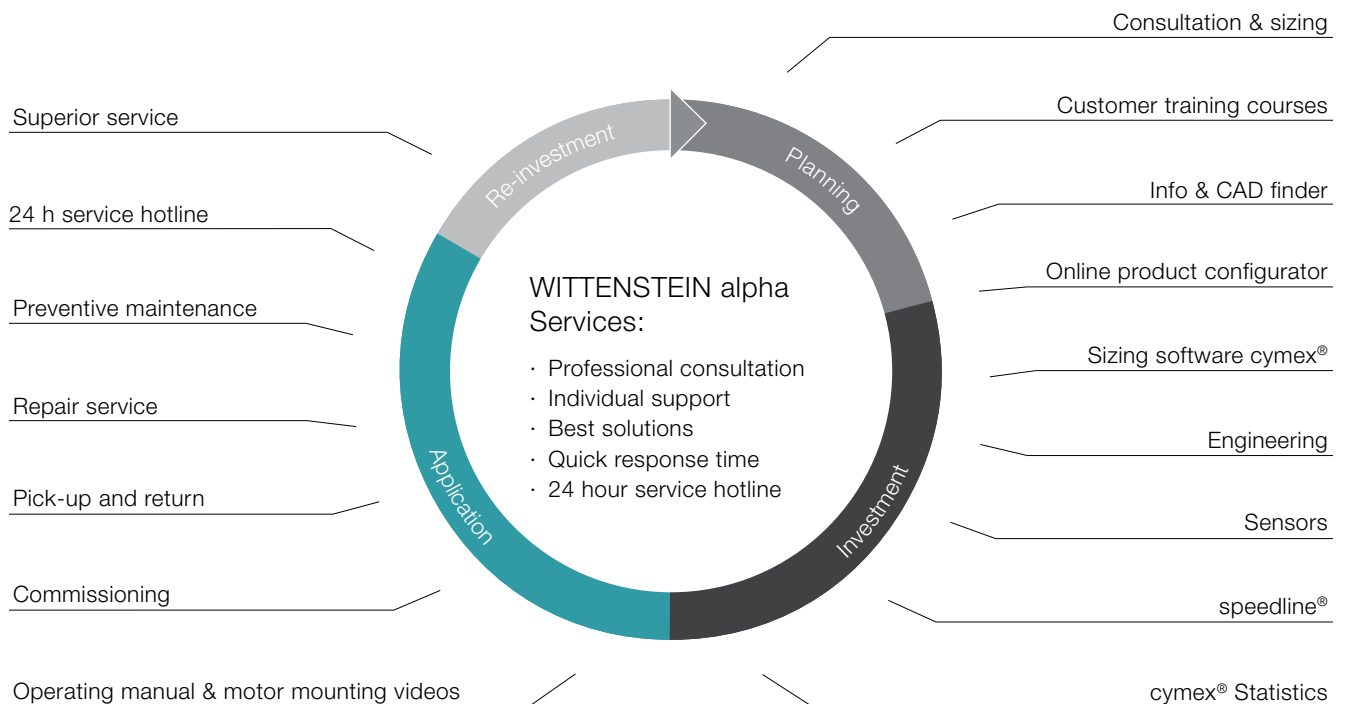 Consultation & sizing
Customer training courses
Info & CAD finder
Online product configurator
Sizing software cymex®
Engineering
Sensors
speedline®
cymex® Statistics
Superior service
24 h service hotline
Preventive maintenance
Repair service
Pick-up and return
Commissioning
Operating manual & motor mounting videos
Re-investment
Planning
Investment
Application
WITTENSTEIN alpha
Services:
· Professional consultation
· Individual support
· Best solutions
· Quick response time
· 24 hour service hotline